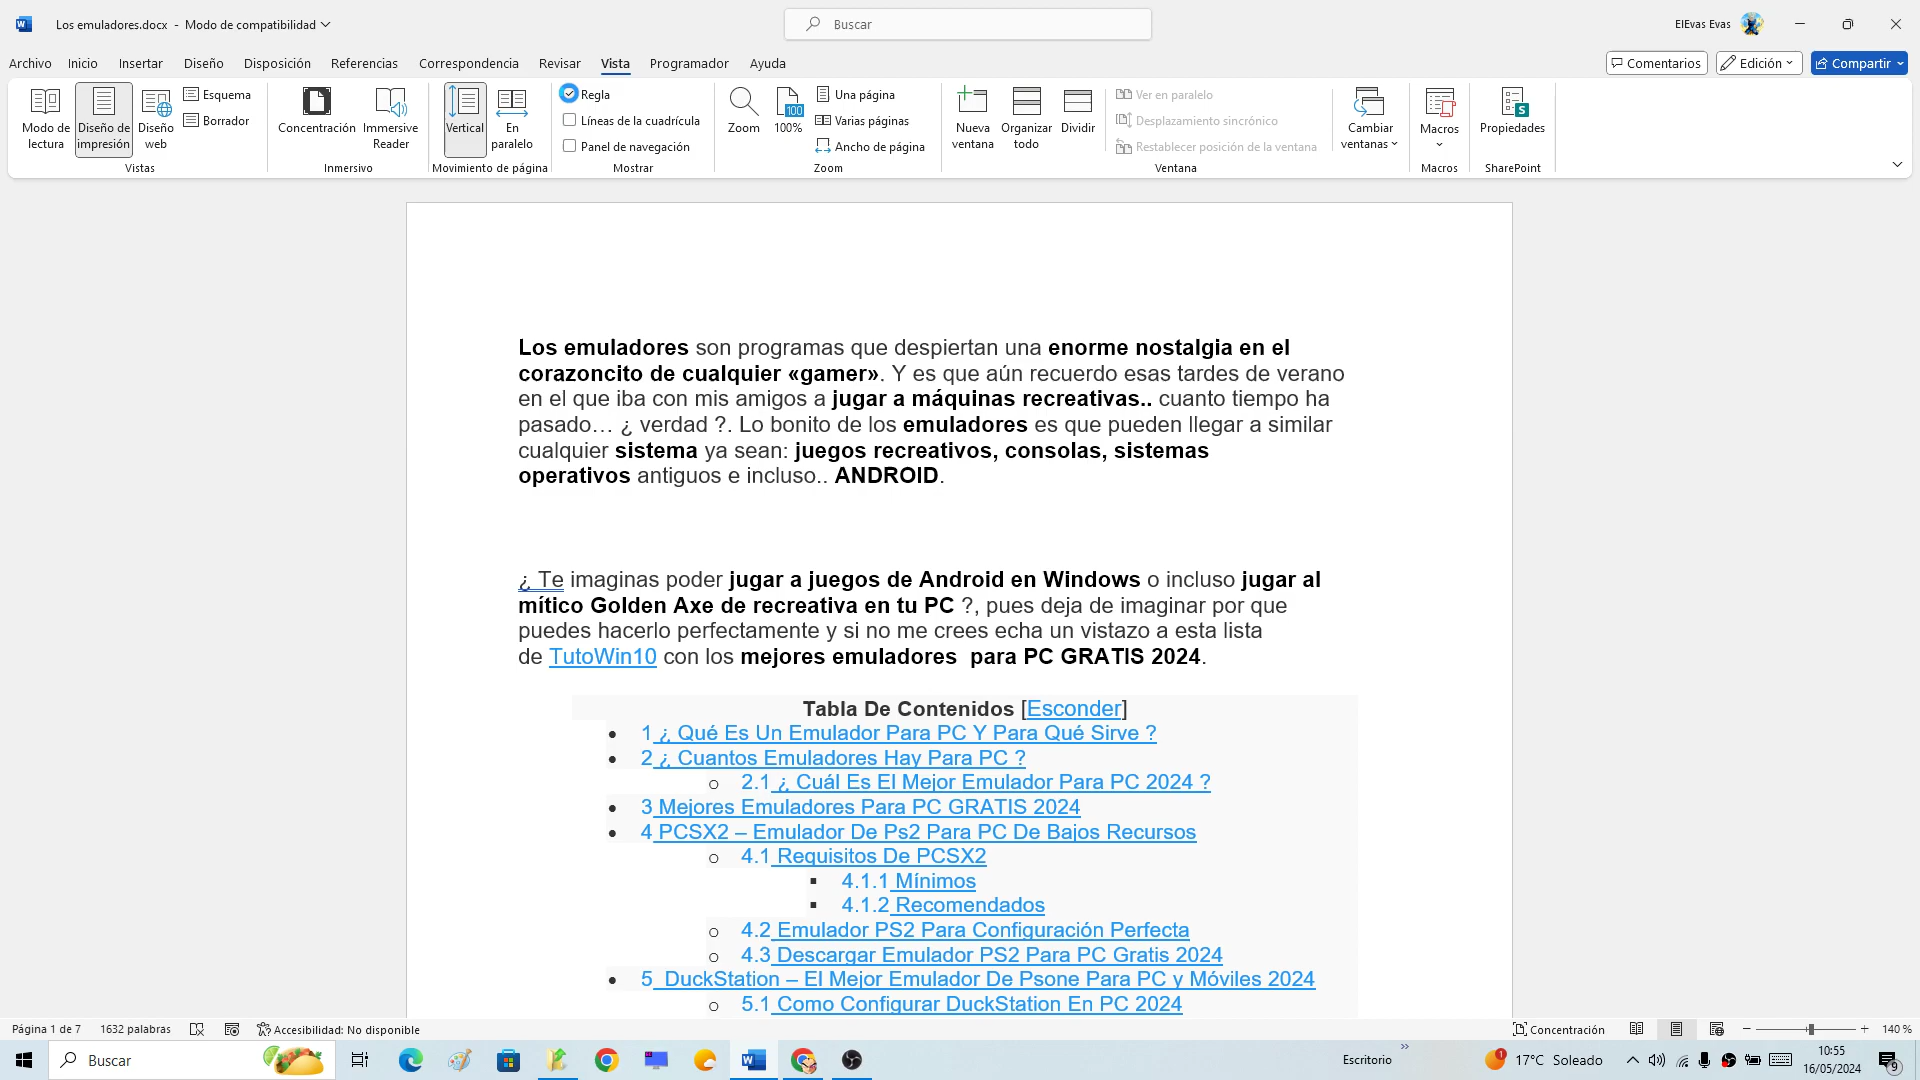 Los emuladores.docx - Modo de compatibilidad
Buscar
ElEvas Evas
Archivo Inicio Insertar Diseño Disposición Referencias Correspondencia Revisar Vista Programador Ayuda
Comentarios Edición Compartir
Modo de lectura
Diseño de impresión
Diseño web
Esquema
Borrador
Vistas
Concentración
Immersive Reader
Inmersivo
Vertical
En paralelo
Movimiento de página
Regla
Líneas de la cuadrícula
Panel de navegación
Mostrar
Zoom
100
100%
Una página
Varias páginas
Ancho de página
Zoom
Nueva ventana
Organizar todo
Dividir
Ver en paralelo
Desplazamiento sincrónico
Restablecer posición de la ventana
Cambiar ventanas
Ventana
Macros
Macros
Propiedades
SharePoint
Los emuladores son programas que despiertan una enorme nostalgia en el
corazoncito de cualquier «gamer». Y es que aún recuerdo esas tardes de verano
en el que iba con mis amigos a jugar a máquinas recreativas.. cuanto tiempo ha
pasado… ¿ verdad ?. Lo bonito de los emuladores es que pueden llegar a similar
cualquier sistema ya sean: juegos recreativos, consolas, sistemas
operativos antiguos e incluso.. ANDROID.
¿ Te imaginas poder jugar a juegos de Android en Windows o incluso jugar al
mítico Golden Axe de recreativa en tu PC ?, pues deja de imaginar por que
puedes hacerlo perfectamente y si no me crees echa un vistazo a esta lista
de TutoWin10 con los mejores emuladores  para PC GRATIS 2024.
Tabla De Contenidos [Esconder]
• 1 ¿ Qué Es Un Emulador Para PC Y Para Qué Sirve ?
• 2 ¿ Cuantos Emuladores Hay Para PC ?
o 2.1 ¿ Cuál Es El Mejor Emulador Para PC 2024 ?
• 3 Mejores Emuladores Para PC GRATIS 2024
• 4 PCSX2 – Emulador De Ps2 Para PC De Bajos Recursos
o 4.1 Requisitos De PCSX2
▪ 4.1.1 Mínimos
▪ 4.1.2 Recomendados
o 4.2 Emulador PS2 Para Configuración Perfecta
o 4.3 Descargar Emulador PS2 Para PC Gratis 2024
• 5  DuckStation – El Mejor Emulador De Psone Para PC y Móviles 2024
o 5.1 Como Configurar DuckStation En PC 2024
Página 1 de 7 1632 palabras Accesibilidad: No disponible Concentración 140 %
Buscar
Escritorio
1
17°C Soleado
10:55
16/05/2024
9